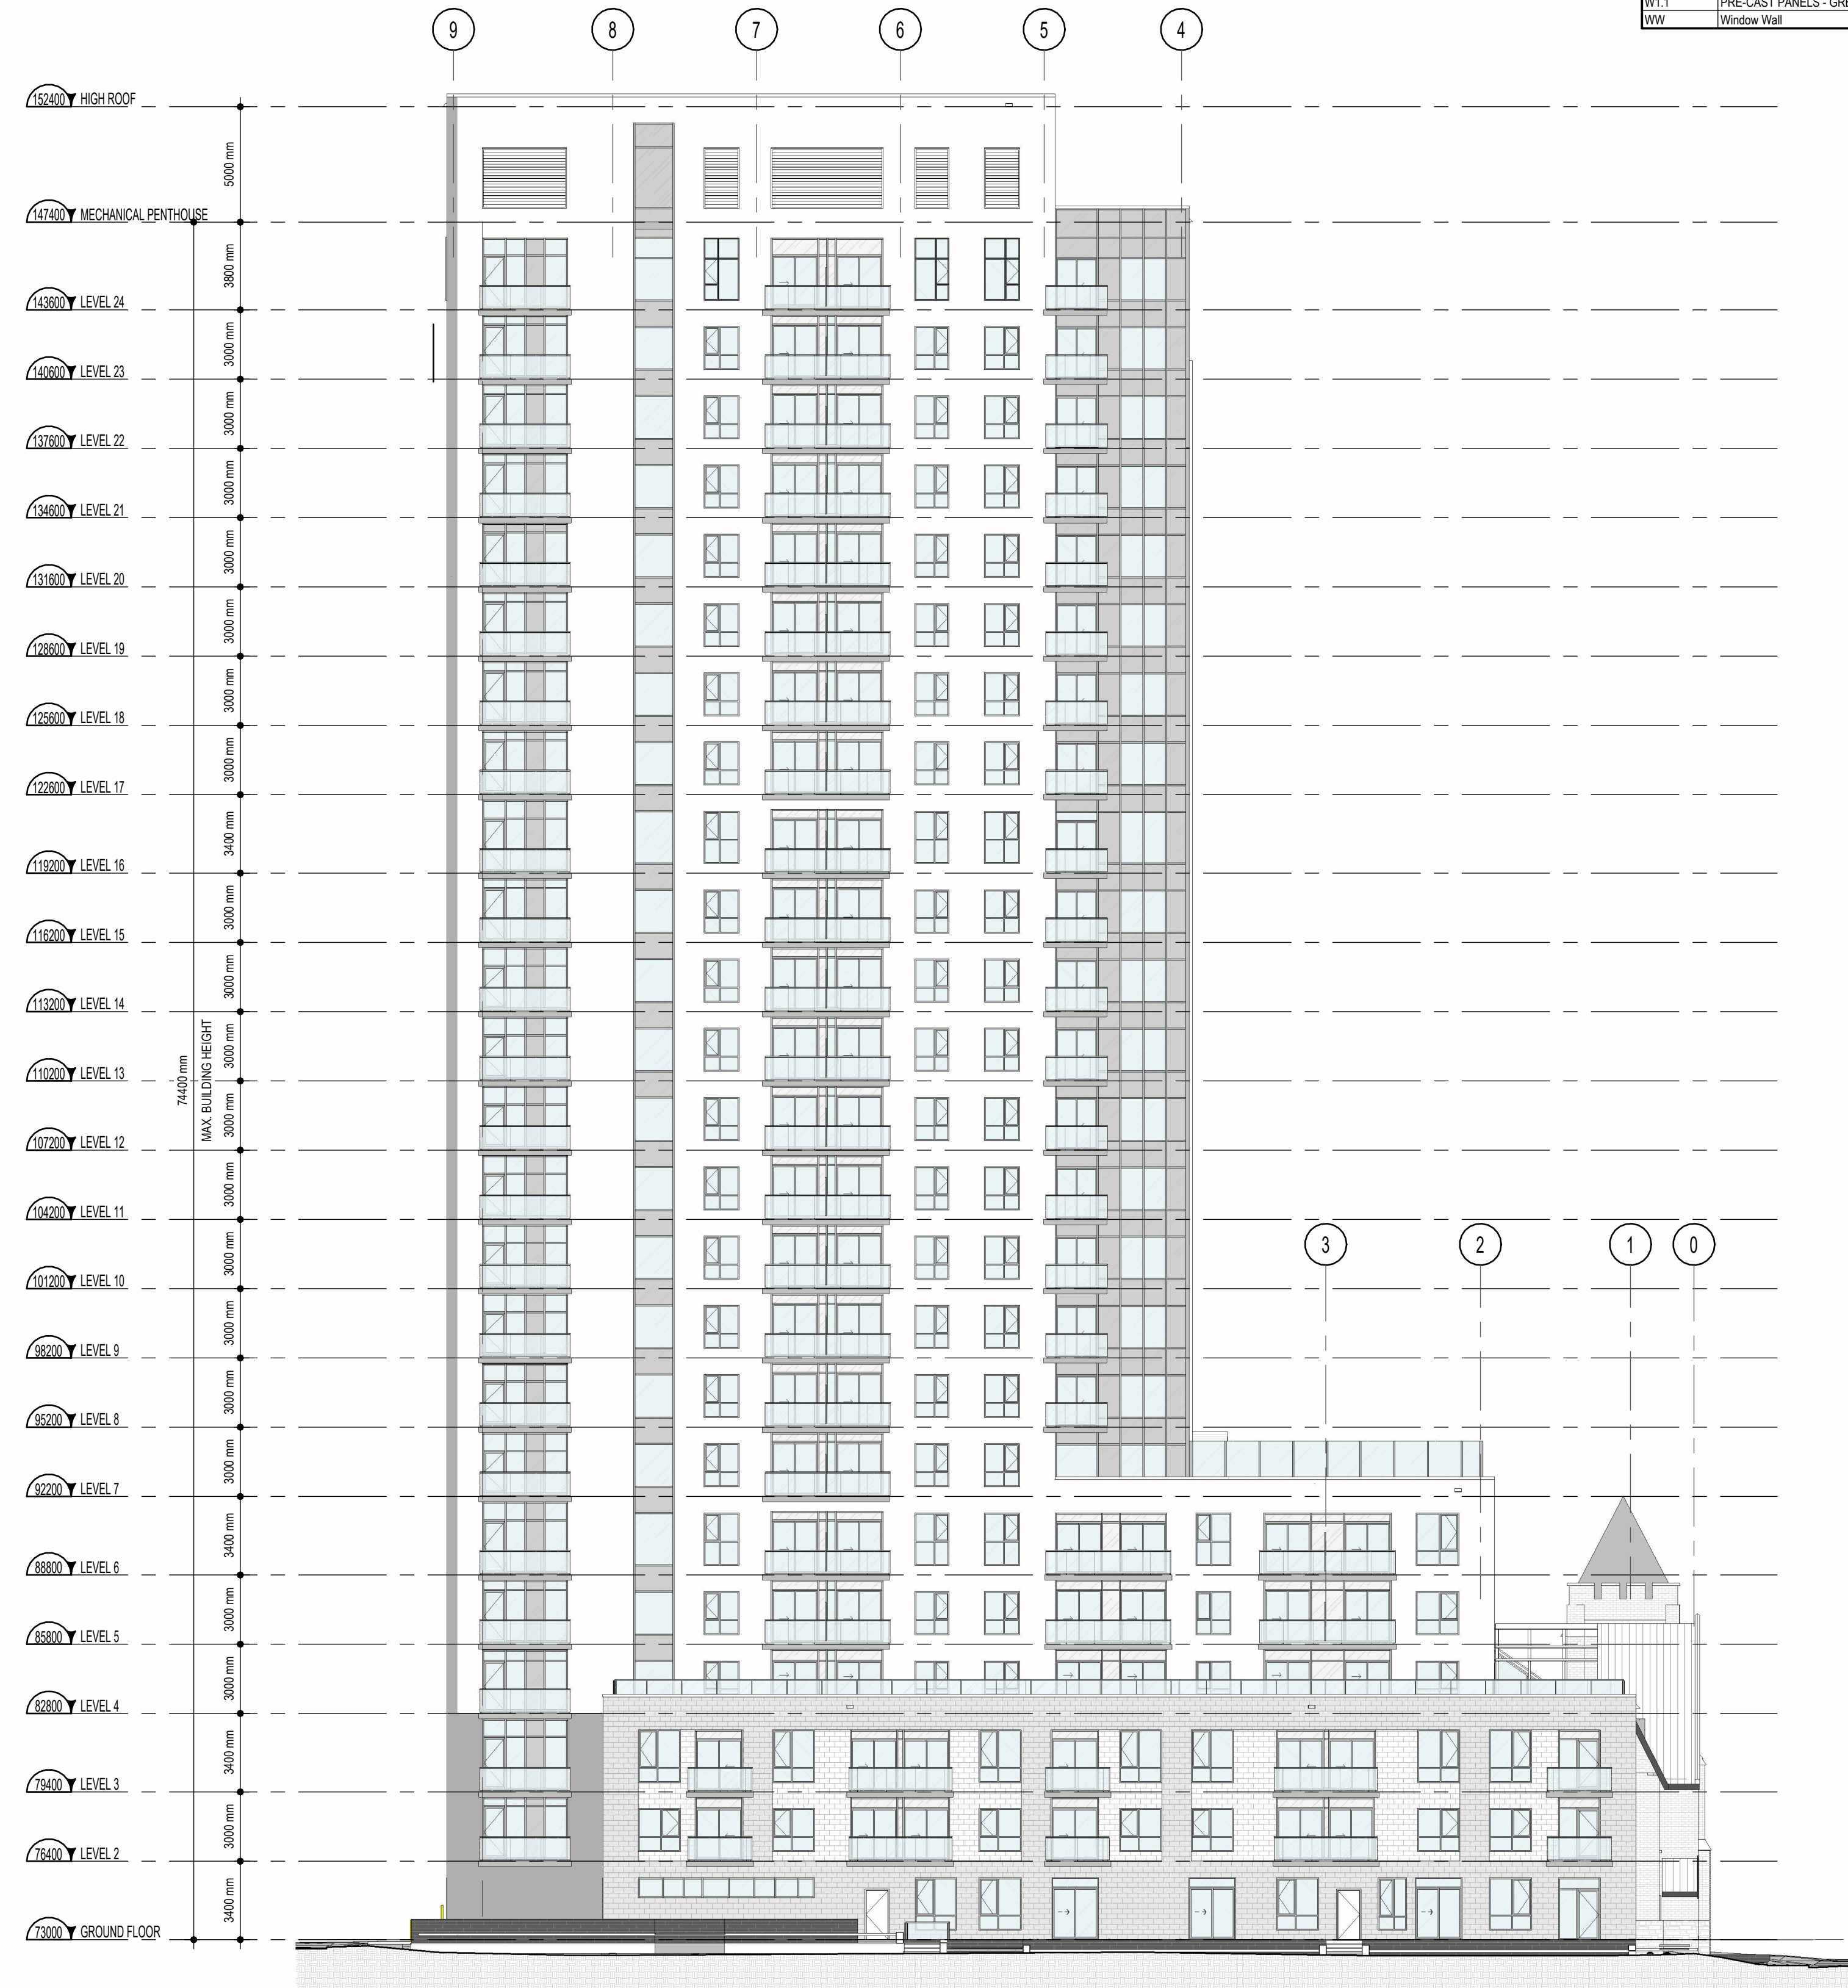 W1.1 PRE-CAST PANELS - GRE
WW Window Wall
9 8 7 6 5 4
152400 HIGH ROOF
5000 mm
147400 MECHANICAL PENTHOUSE
3800 mm
143600 LEVEL 24
3000 mm
140600 LEVEL 23
3000 mm
137600 LEVEL 22
3000 mm
134600 LEVEL 21
3000 mm
131600 LEVEL 20
3000 mm
128600 LEVEL 19
3000 mm
125600 LEVEL 18
3000 mm
122600 LEVEL 17
3400 mm
119200 LEVEL 16
3000 mm
116200 LEVEL 15
3000 mm
113200 LEVEL 14
3000 mm
110200 LEVEL 13
74400 mm
MAX. BUILDING HEIGHT
3000 mm
107200 LEVEL 12
3000 mm
104200 LEVEL 11
3 2 1 0
3000 mm
101200 LEVEL 10
3000 mm
98200 LEVEL 9
3000 mm
95200 LEVEL 8
3000 mm
92200 LEVEL 7
3400 mm
88800 LEVEL 6
3000 mm
85800 LEVEL 5
3000 mm
82800 LEVEL 4
3400 mm
79400 LEVEL 3
3000 mm
76400 LEVEL 2
3400 mm
73000 GROUND FLOOR